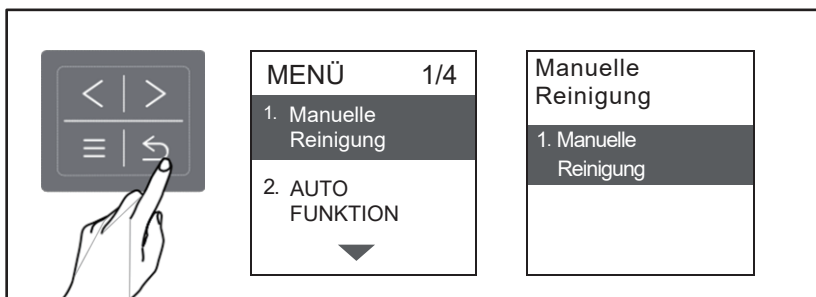 MENÜ 1/4
1. Manuelle
Reinigung
2. AUTO
FUNKTION
Manuelle
Reinigung
1. Manuelle
Reinigung